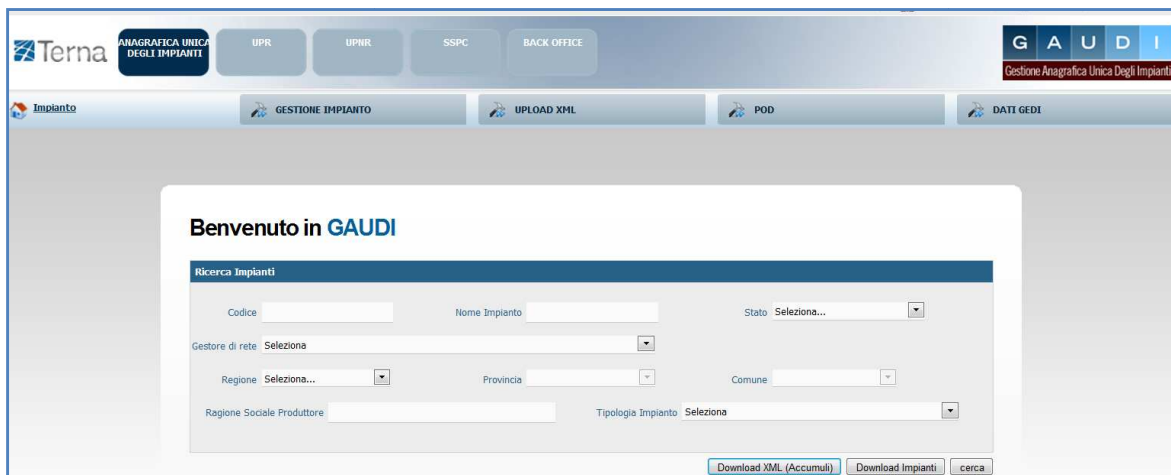 Terna
ANAGRAFICA UNICA DEGLI IMPIANTI
UPR
UPNR
SSPC
BACK OFFICE
G A U D I
Gestione Anagrafica Unica Degli Impianti
Impianto
GESTIONE IMPIANTO
UPLOAD XML
POD
DATI GEDI
Benvenuto in GAUDI
Ricerca Impianti
Codice
Nome Impianto
Stato Seleziona...
Gestore di rete Seleziona
Regione Seleziona...
Provincia
Comune
Ragione Sociale Produttore
Tipologia Impianto Seleziona
Download XML (Accumuli)
Download Impianti
cerca